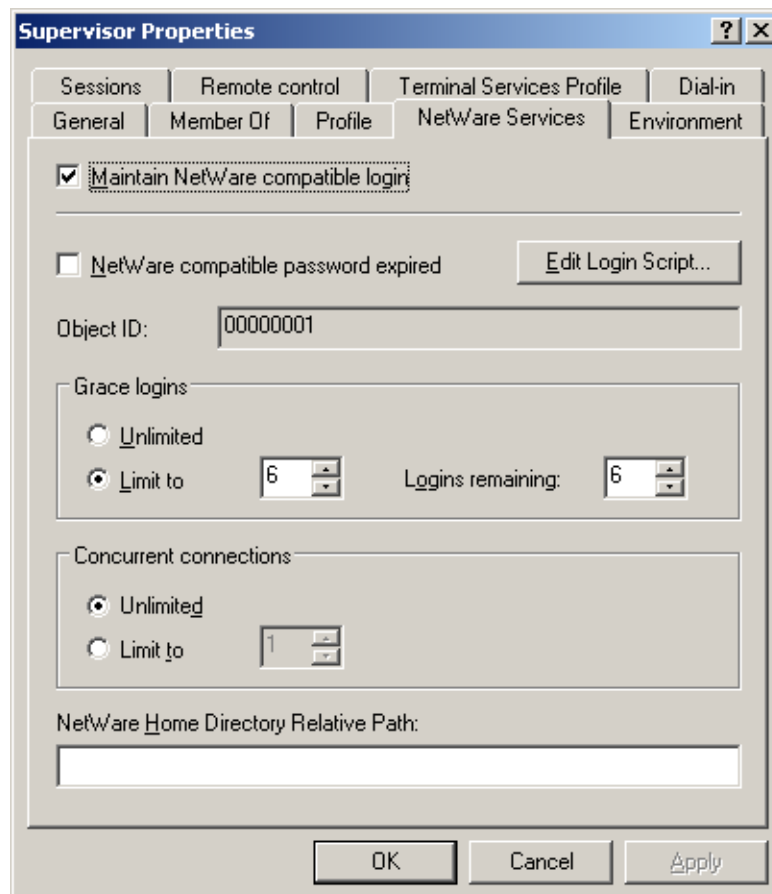 Supervisor Properties
Sessions Remote control Terminal Services Profile Dial-in
General Member Of Profile NetWare Services Environment
Maintain NetWare compatible login
NetWare compatible password expired Edit Login Script...
Object ID: 00000001
Grace logins
Unlimited
Limit to 6 Logins remaining: 6
Concurrent connections
Unlimited
Limit to 1
NetWare Home Directory Relative Path:
OK Cancel Apply